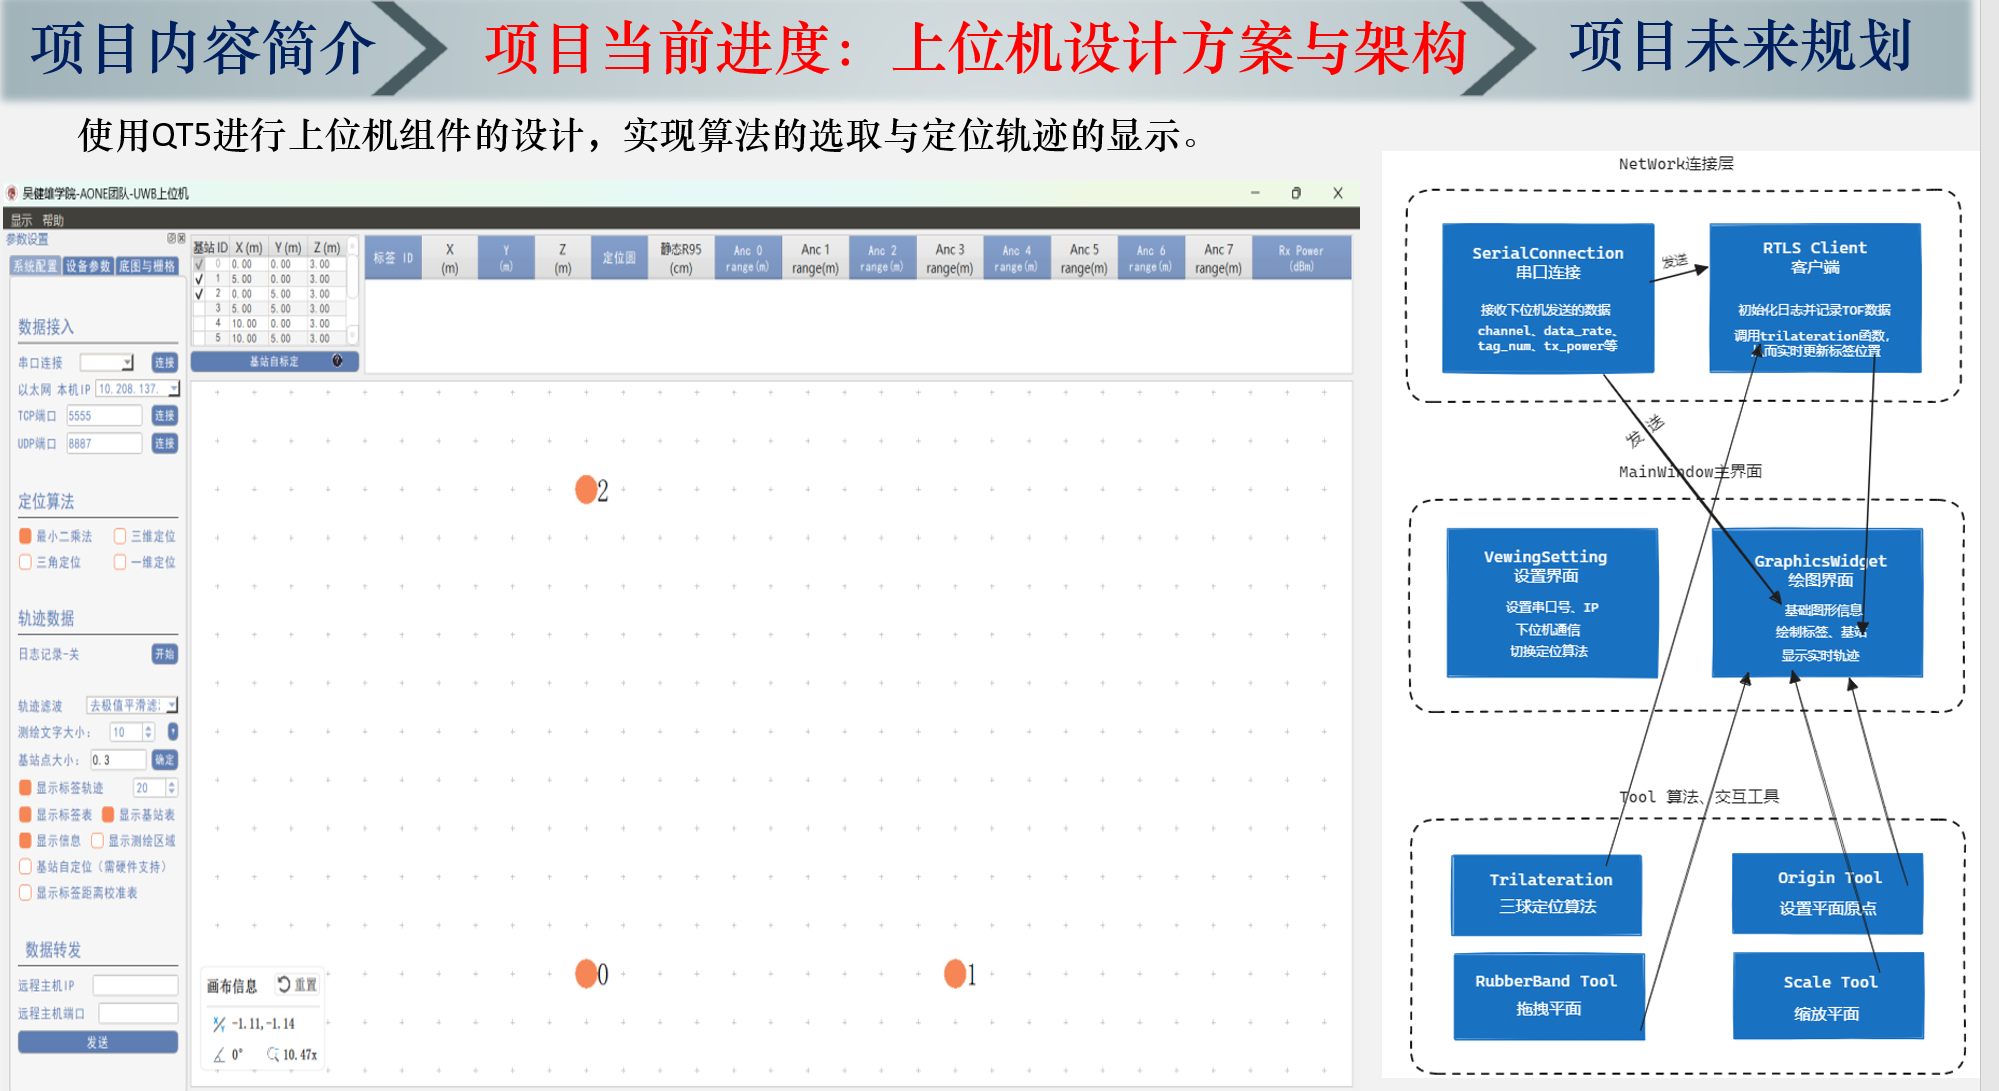 项目内容简介
项目当前进度：上位机设计方案与架构
项目未来规划
使用QT5进行上位机组件的设计，实现算法的选取与定位轨迹的显示。
吴健雄学院-AONE团队-UWB上位机
显示 帮助
参数设置
系统配置 设备参数 底图与栅格
数据接入
串口连接 连接
以太网 本机IP 10.208.137.
TCP端口 5555 连接
UDP端口 8887 连接
定位算法
最小二乘法 三维定位
三角定位 一维定位
轨迹数据
日志记录-关 开始
轨迹滤波 去极值平滑滤
测绘文字大小： 10
基站点大小： 0.3 确定
显示标签轨迹 20
显示标签表 显示基站表
显示信息 显示测绘区域
基站自定位（需硬件支持）
显示标签距离校准表
数据转发
远程主机IP
远程主机端口
发送
基站 ID X (m) Y (m) Z (m)
0 0.00 0.00 3.00
1 5.00 0.00 3.00
2 0.00 5.00 3.00
3 5.00 5.00 3.00
4 10.00 0.00 3.00
5 10.00 5.00 3.00
基站自标定 ?
标签 ID X (m) Y (m) Z (m) 定位圆 静态R95 (cm) Anc 0 range(m) Anc 1 range(m) Anc 2 range(m) Anc 3 range(m) Anc 4 range(m) Anc 5 range(m) Anc 6 range(m) Anc 7 range(m) Rx Power (dBm)
2
0
1
画布信息 重置
X/Y -1.11,-1.14
0° 10.47x
NetWork连接层
SerialConnection
串口连接
接收下位机发送的数据
channel、data_rate、
tag_num、tx_power等
发送
RTLS Client
客户端
初始化日志并记录TOF数据
调用trilateration函数，
而实时更新标签位置
发送
MainWindow主界面
VewingSetting
设置界面
设置串口号、IP
下位机通信
切换定位算法
GraphicsWidget
绘图界面
基础图形信息
绘制标签、基站
显示实时轨迹
Tool 算法、交互工具
Trilateration
三球定位算法
Origin Tool
设置平面原点
RubberBand Tool
拖拽平面
Scale Tool
缩放平面